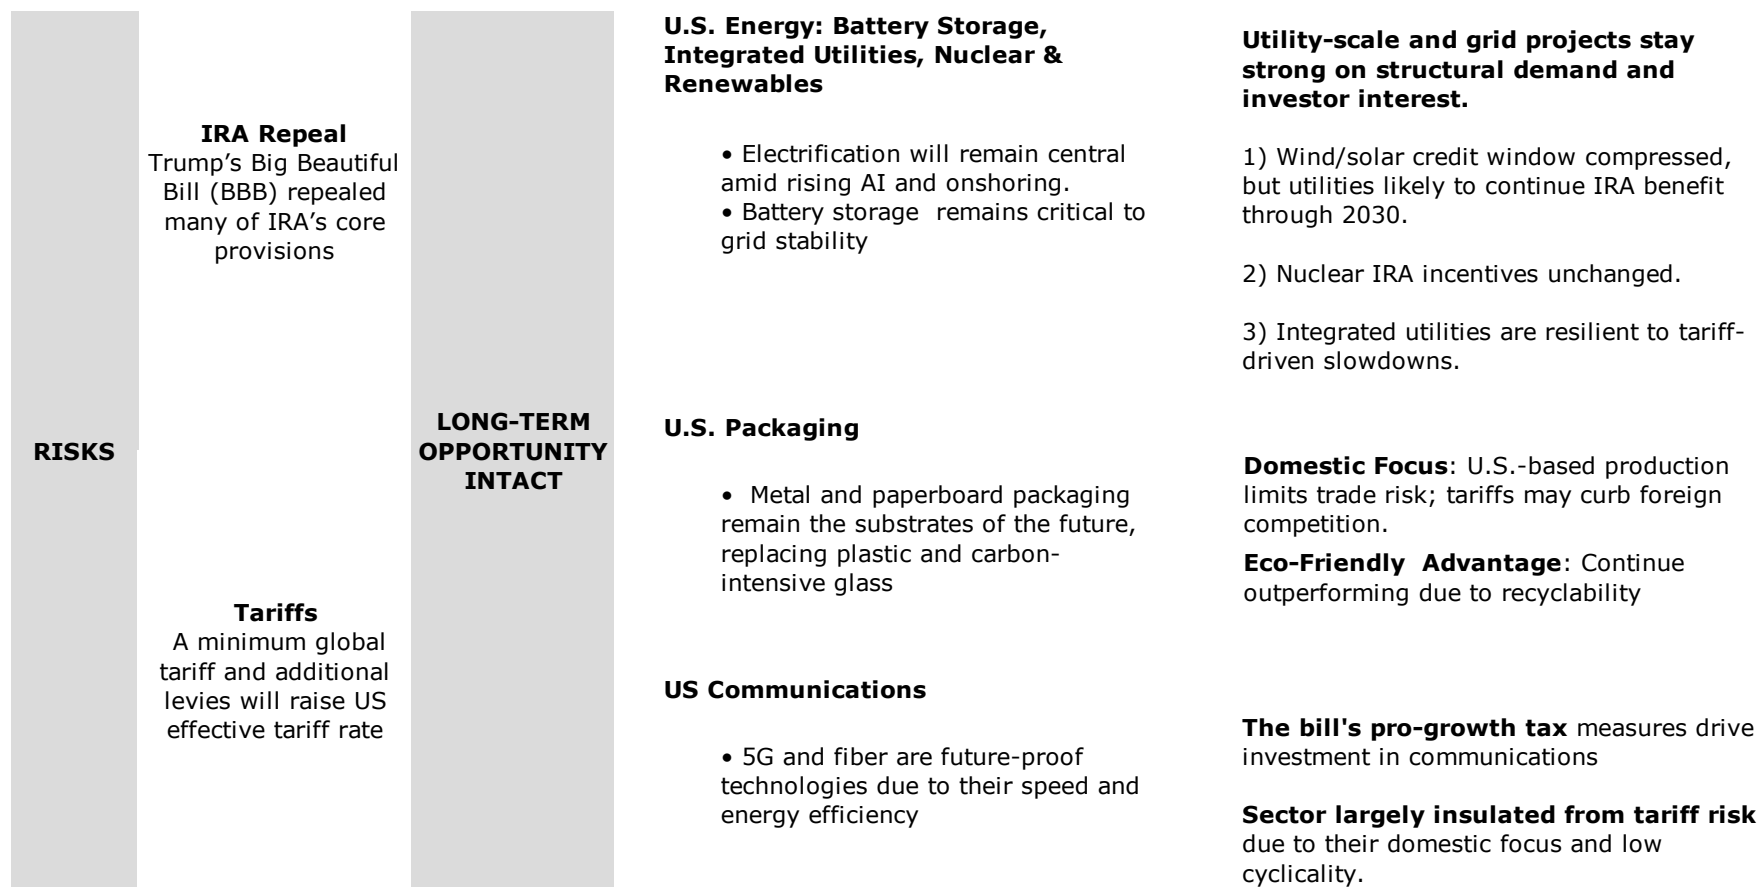 RISKS
IRA Repeal
Trump’s Big Beautiful
Bill (BBB) repealed
many of IRA’s core
provisions
Tariffs
A minimum global
tariff and additional
levies will raise US
effective tariff rate
LONG-TERM
OPPORTUNITY
INTACT
U.S. Energy: Battery Storage,
Integrated Utilities, Nuclear &
Renewables
• Electrification will remain central
amid rising AI and onshoring.
• Battery storage remains critical to
grid stability
Utility-scale and grid projects stay
strong on structural demand and
investor interest.
1) Wind/solar credit window compressed,
but utilities likely to continue IRA benefit
through 2030.
2) Nuclear IRA incentives unchanged.
3) Integrated utilities are resilient to tariff-
driven slowdowns.
U.S. Packaging
• Metal and paperboard packaging
remain the substrates of the future,
replacing plastic and carbon-
intensive glass
Domestic Focus: U.S.-based production
limits trade risk; tariffs may curb foreign
competition.
Eco-Friendly Advantage: Continue
outperforming due to recyclability
US Communications
• 5G and fiber are future-proof
technologies due to their speed and
energy efficiency
The bill's pro-growth tax measures drive
investment in communications
Sector largely insulated from tariff risk
due to their domestic focus and low
cyclicality.